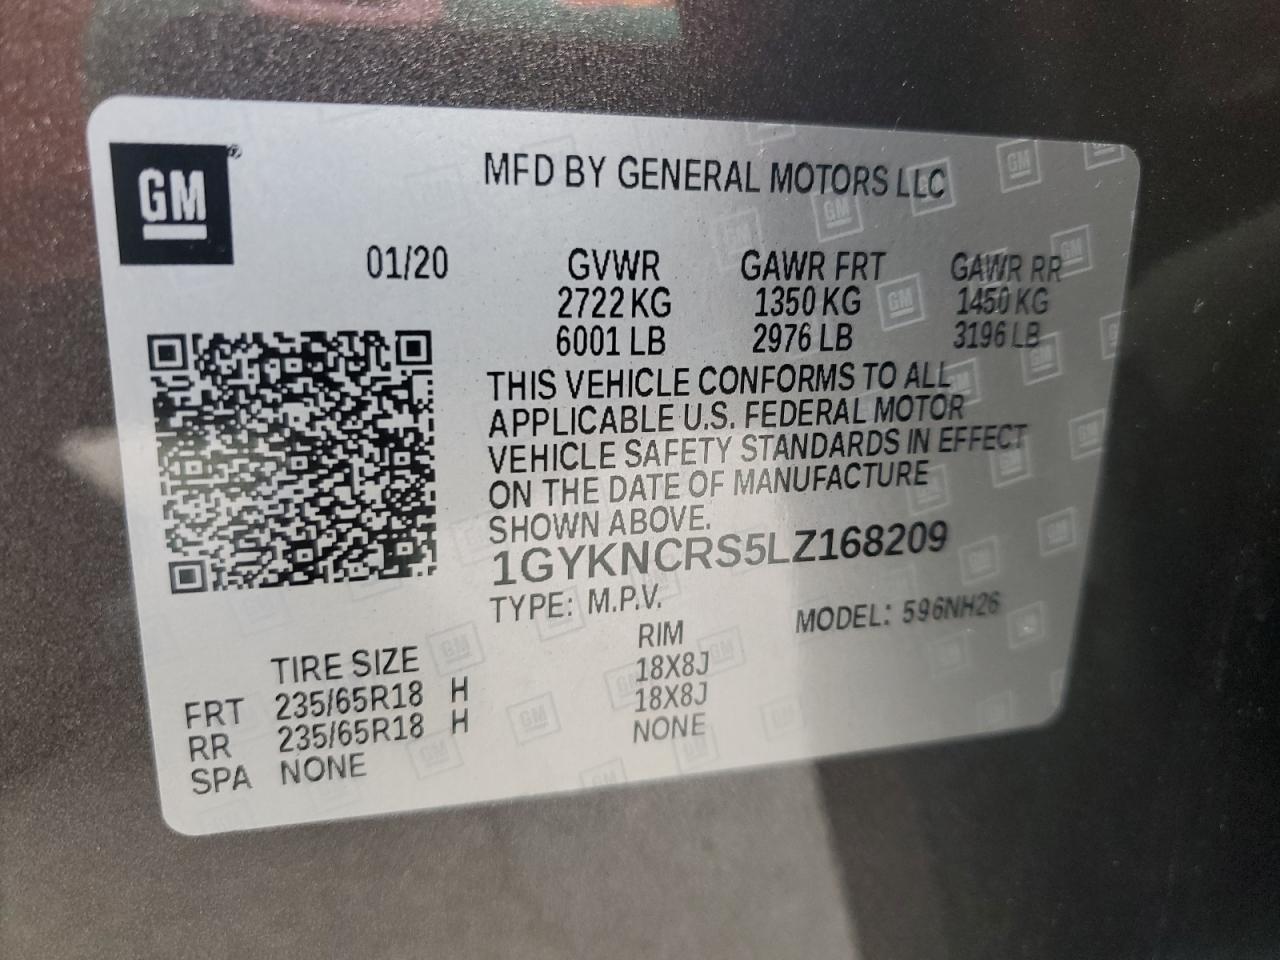 GM
MFD BY GENERAL MOTORS LLC
01/20 GVWR GAWR FRT GAWR RR
2722 KG 1350 KG 1450 KG
6001 LB 2976 LB 3196 LB
THIS VEHICLE CONFORMS TO ALL
APPLICABLE U.S. FEDERAL MOTOR
VEHICLE SAFETY STANDARDS IN EFFECT
ON THE DATE OF MANUFACTURE
SHOWN ABOVE.
1GYKNCRS5LZ168209
TYPE: M.P.V. MODEL: 596NH26
TIRE SIZE RIM
FRT 235/65R18 H 18X8J
RR 235/65R18 H 18X8J
SPA NONE NONE